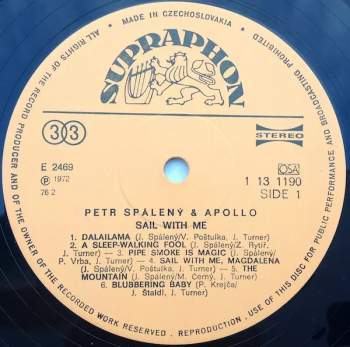 MADE IN CZECHOSLOVAKIA
ALL RIGHTS OF THE RECORD PRODUCER AND OF THE OWNER OF THE RECORDED WORK RESERVED . REPRODUCTION . USE OF THIS DISC FOR PUBLIC PERFORMANCE AND BROADCASTING PROHIBITED
SUPRAPHON
33
STEREO
E 2469
℗ 1972
76 2
OSA
1 13 1190
SIDE 1
PETR SPÁLENÝ & APOLLO
SAIL WITH ME
1. DALAILAMA (J. Spálený/V. Poštulka, J. Turner)
2. A SLEEP-WALKING FOOL (J. Spálený/Z. Rytíř,
J. Turner) — 3. PIPE SMOKE IS MAGIC (J. Spálený/
P. Vrba, J. Turner) — 4. SAIL WITH ME, MAGDALENA
(J. Spálený/V. Poštulka, J. Turner) — 5. THE
MOUNTAIN (J. Spálený/M. Černý, J. Turner)
6. BLUBBERING BABY (P. Krejča/
J. Štaidl, J. Turner)